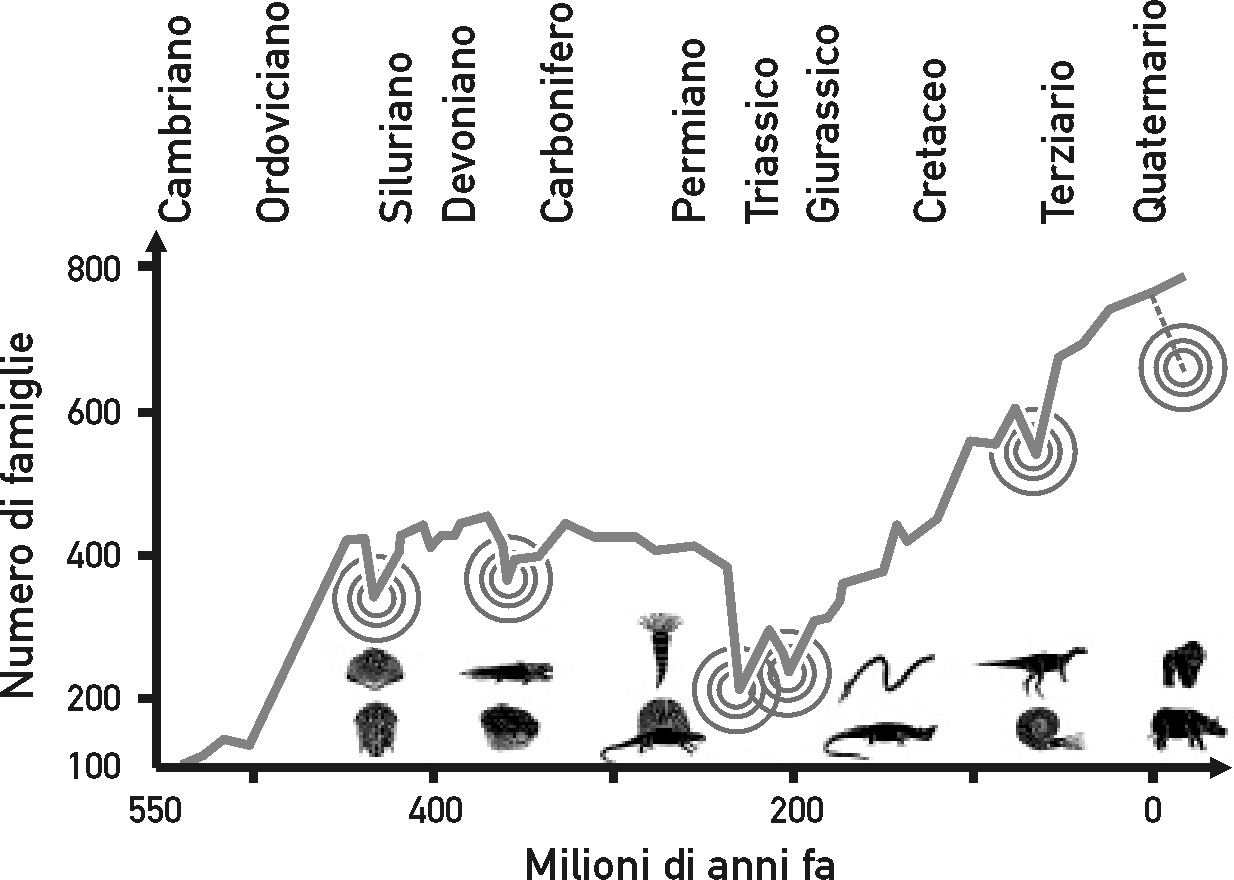 Cambriano
Ordoviciano
Siluriano
Devoniano
Carbonifero
Permiano
Triassico
Giurassico
Cretaceo
Terziario
Quaternario
Numero di famiglie
800
600
400
200
100
550
400
200
0
Milioni di anni fa